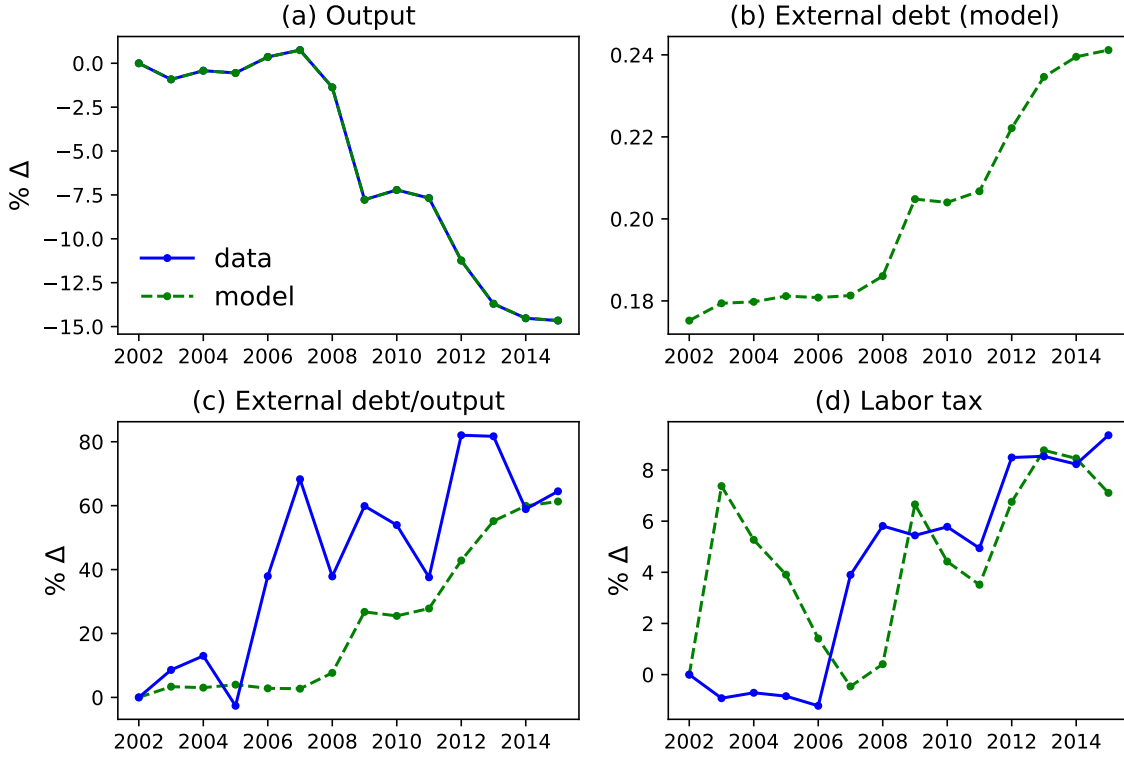 (a) Output
(b) External debt (model)
0.0
−2.5
−5.0
−7.5
−10.0
−12.5
−15.0
% Δ
data
model
2002 2004 2006 2008 2010 2012 2014
0.24
0.22
0.20
0.18
2002 2004 2006 2008 2010 2012 2014
(c) External debt/output
(d) Labor tax
80
60
40
20
0
% Δ
2002 2004 2006 2008 2010 2012 2014
8
6
4
2
0
% Δ
2002 2004 2006 2008 2010 2012 2014